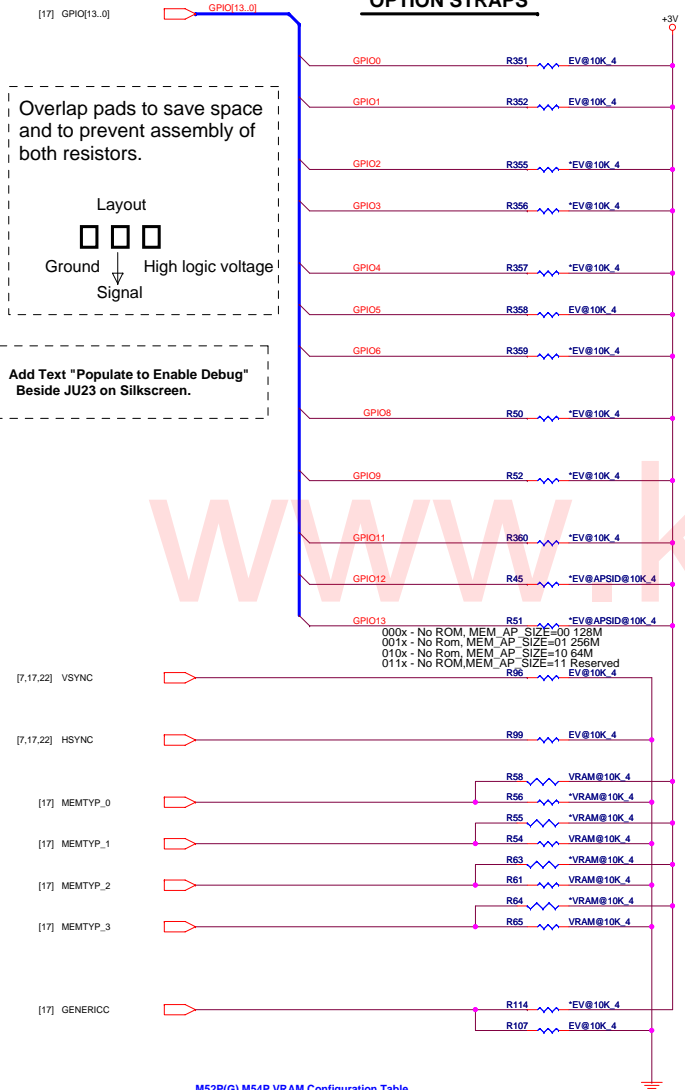 OPTION STRAPS
[17] GPIO[13..0]
GPIO[13..0]
+3V
GPIO0 R351 EV@10K_4
GPIO1 R352 EV@10K_4
GPIO2 R355 *EV@10K_4
GPIO3 R356 *EV@10K_4
GPIO4 R357 *EV@10K_4
GPIO5 R358 EV@10K_4
GPIO6 R359 *EV@10K_4
GPIO8 R50 *EV@10K_4
GPIO9 R52 *EV@10K_4
GPIO11 R360 *EV@10K_4
GPIO12 R45 *EV@APSID@10K_4
GPIO13 R51 *EV@APSID@10K_4
Overlap pads to save space
and to prevent assembly of
both resistors.
Layout
Ground High logic voltage
Signal
Add Text "Populate to Enable Debug"
Beside JU23 on Silkscreen.
www.k
000x - No ROM, MEM_AP_SIZE=00 128M
001x - No Rom, MEM_AP_SIZE=01 256M
010x - No Rom, MEM_AP_SIZE=10 64M
011x - No ROM,MEM_AP_SIZE=11 Reserved
[7,17,22] VSYNC R96 EV@10K_4
[7,17,22] HSYNC R99 EV@10K_4
R58 VRAM@10K_4
[17] MEMTYP_0 R56 *VRAM@10K_4
R55 *VRAM@10K_4
[17] MEMTYP_1 R54 VRAM@10K_4
R63 *VRAM@10K_4
[17] MEMTYP_2 R61 VRAM@10K_4
R64 *VRAM@10K_4
[17] MEMTYP_3 R65 VRAM@10K_4
[17] GENERICC R114 *EV@10K_4
R107 EV@10K_4
M52P(G) M54P VRAM Configuration Table